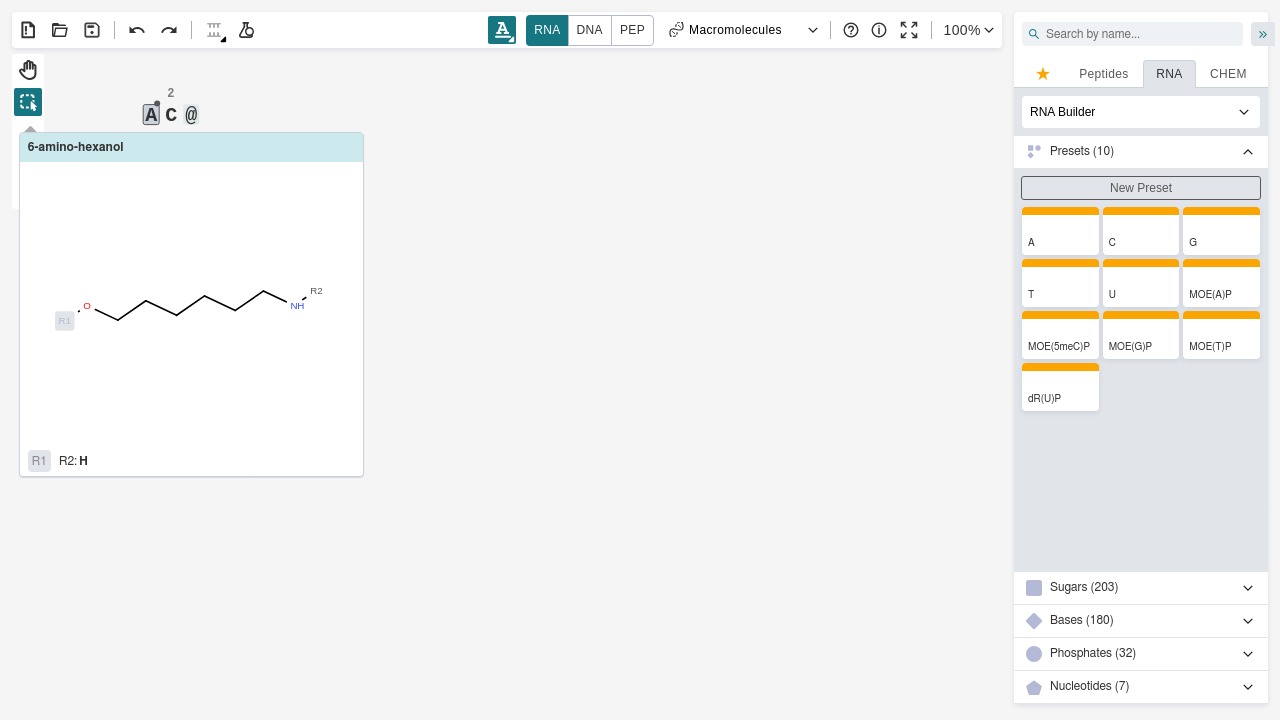 A
RNA DNA PEP
Macromolecules
100%
Search by name...
Peptides RNA CHEM
RNA Builder
Presets (10)
New Preset
A C G
T U MOE(A)P
MOE(5meC)P MOE(G)P MOE(T)P
dR(U)P
Sugars (203)
Bases (180)
Phosphates (32)
Nucleotides (7)
2
A C @
6-amino-hexanol
R1 O NH R2
R1 R2: H